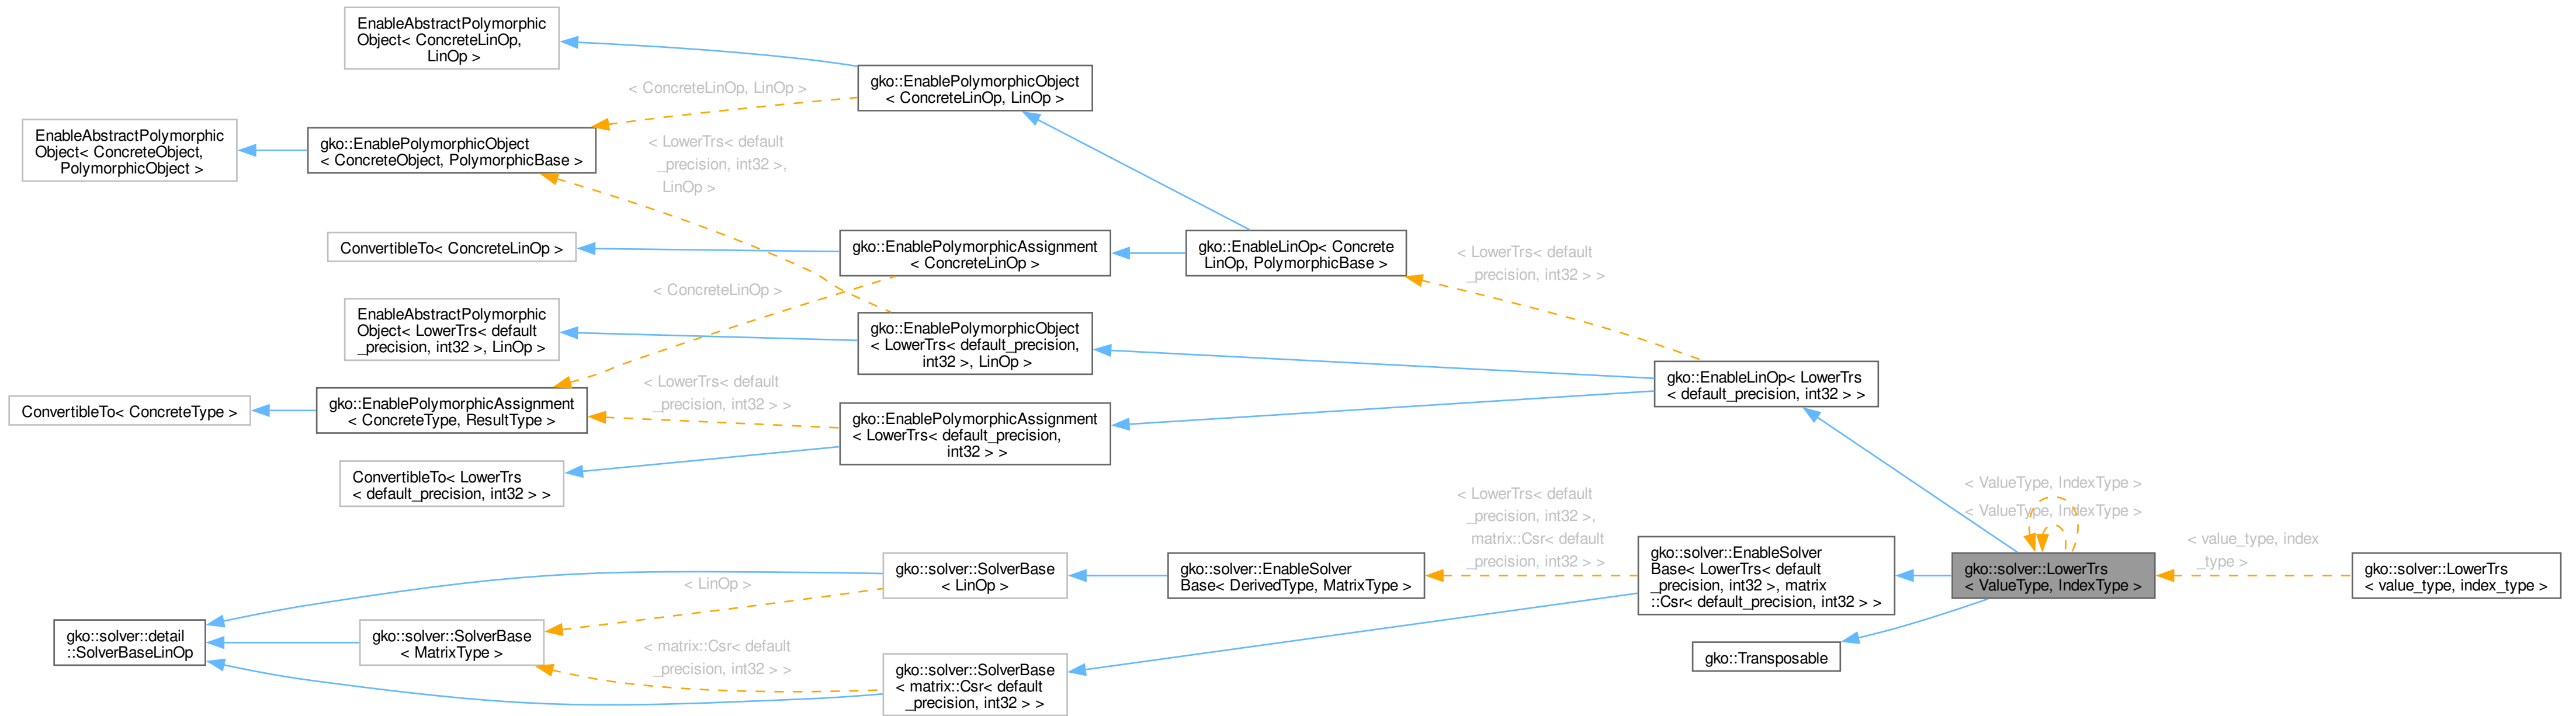 EnableAbstractPolymorphic
Object< ConcreteLinOp,
LinOp >
gko::EnablePolymorphicObject
< ConcreteLinOp, LinOp >
< ConcreteLinOp, LinOp >
EnableAbstractPolymorphic
Object< ConcreteObject,
PolymorphicObject >
gko::EnablePolymorphicObject
< ConcreteObject, PolymorphicBase >
< LowerTrs< default
_precision, int32 >,
LinOp >
ConvertibleTo< ConcreteLinOp >
gko::EnablePolymorphicAssignment
< ConcreteLinOp >
gko::EnableLinOp< Concrete
LinOp, PolymorphicBase >
< LowerTrs< default
_precision, int32 > >
< ConcreteLinOp >
EnableAbstractPolymorphic
Object< LowerTrs< default
_precision, int32 >, LinOp >
gko::EnablePolymorphicObject
< LowerTrs< default_precision,
int32 >, LinOp >
gko::EnableLinOp< LowerTrs
< default_precision, int32 > >
ConvertibleTo< ConcreteType >
gko::EnablePolymorphicAssignment
< ConcreteType, ResultType >
< LowerTrs< default
_precision, int32 > >
gko::EnablePolymorphicAssignment
< LowerTrs< default_precision,
int32 > >
ConvertibleTo< LowerTrs
< default_precision, int32 > >
< ValueType, IndexType >
< ValueType, IndexType >
< LowerTrs< default
_precision, int32 >,
matrix::Csr< default
_precision, int32 > >
< value_type, index
_type >
gko::solver::SolverBase
< LinOp >
gko::solver::EnableSolver
Base< DerivedType, MatrixType >
gko::solver::EnableSolver
Base< LowerTrs< default
_precision, int32 >, matrix
::Csr< default_precision, int32 > >
gko::solver::LowerTrs
< ValueType, IndexType >
gko::solver::LowerTrs
< value_type, index_type >
< LinOp >
gko::solver::detail
::SolverBaseLinOp
gko::solver::SolverBase
< MatrixType >
< matrix::Csr< default
_precision, int32 > >
gko::solver::SolverBase
< matrix::Csr< default
_precision, int32 > >
gko::Transposable